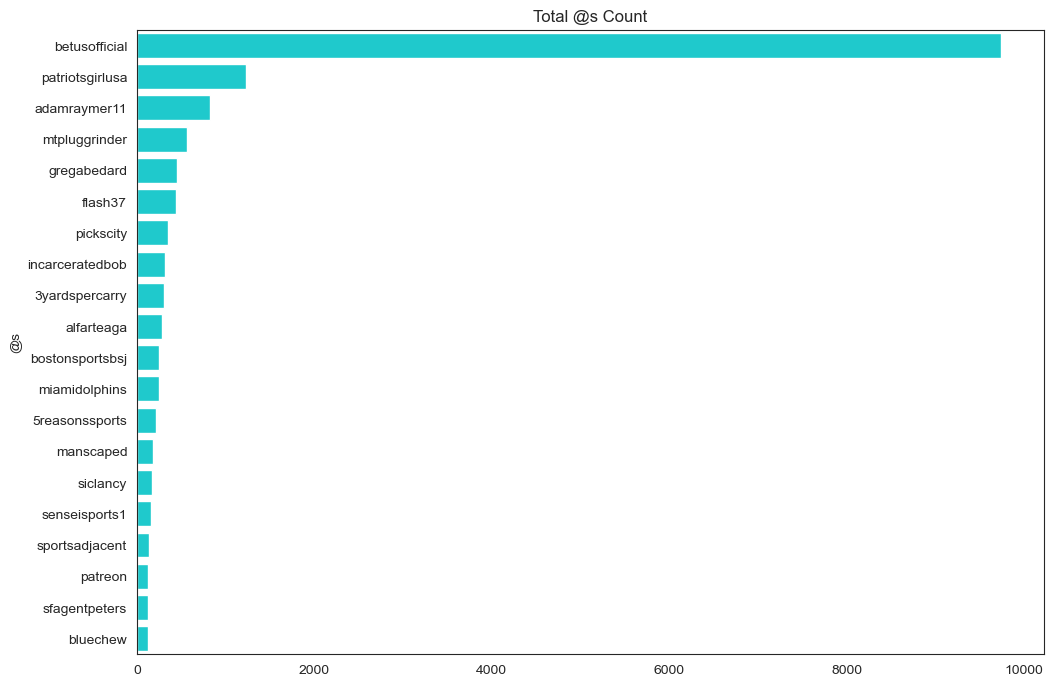 Total @s Count
betusofficial
patriotsgirlusa
adamraymer11
mtpluggrinder
gregabedard
flash37
pickscity
incarceratedbob
3yardspercarry
alfarteaga
bostonsportsbsj
miamidolphins
5reasonssports
manscaped
siclancy
senseisports1
sportsadjacent
patreon
sfagentpeters
bluechew
@s
0 2000 4000 6000 8000 10000